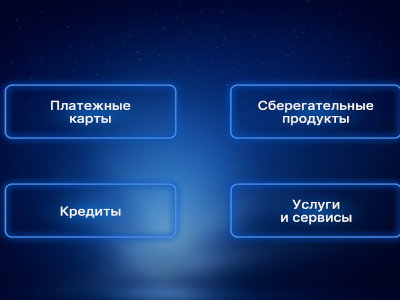 Платежные
карты
Сберегательные
продукты
Кредиты
Услуги
и сервисы